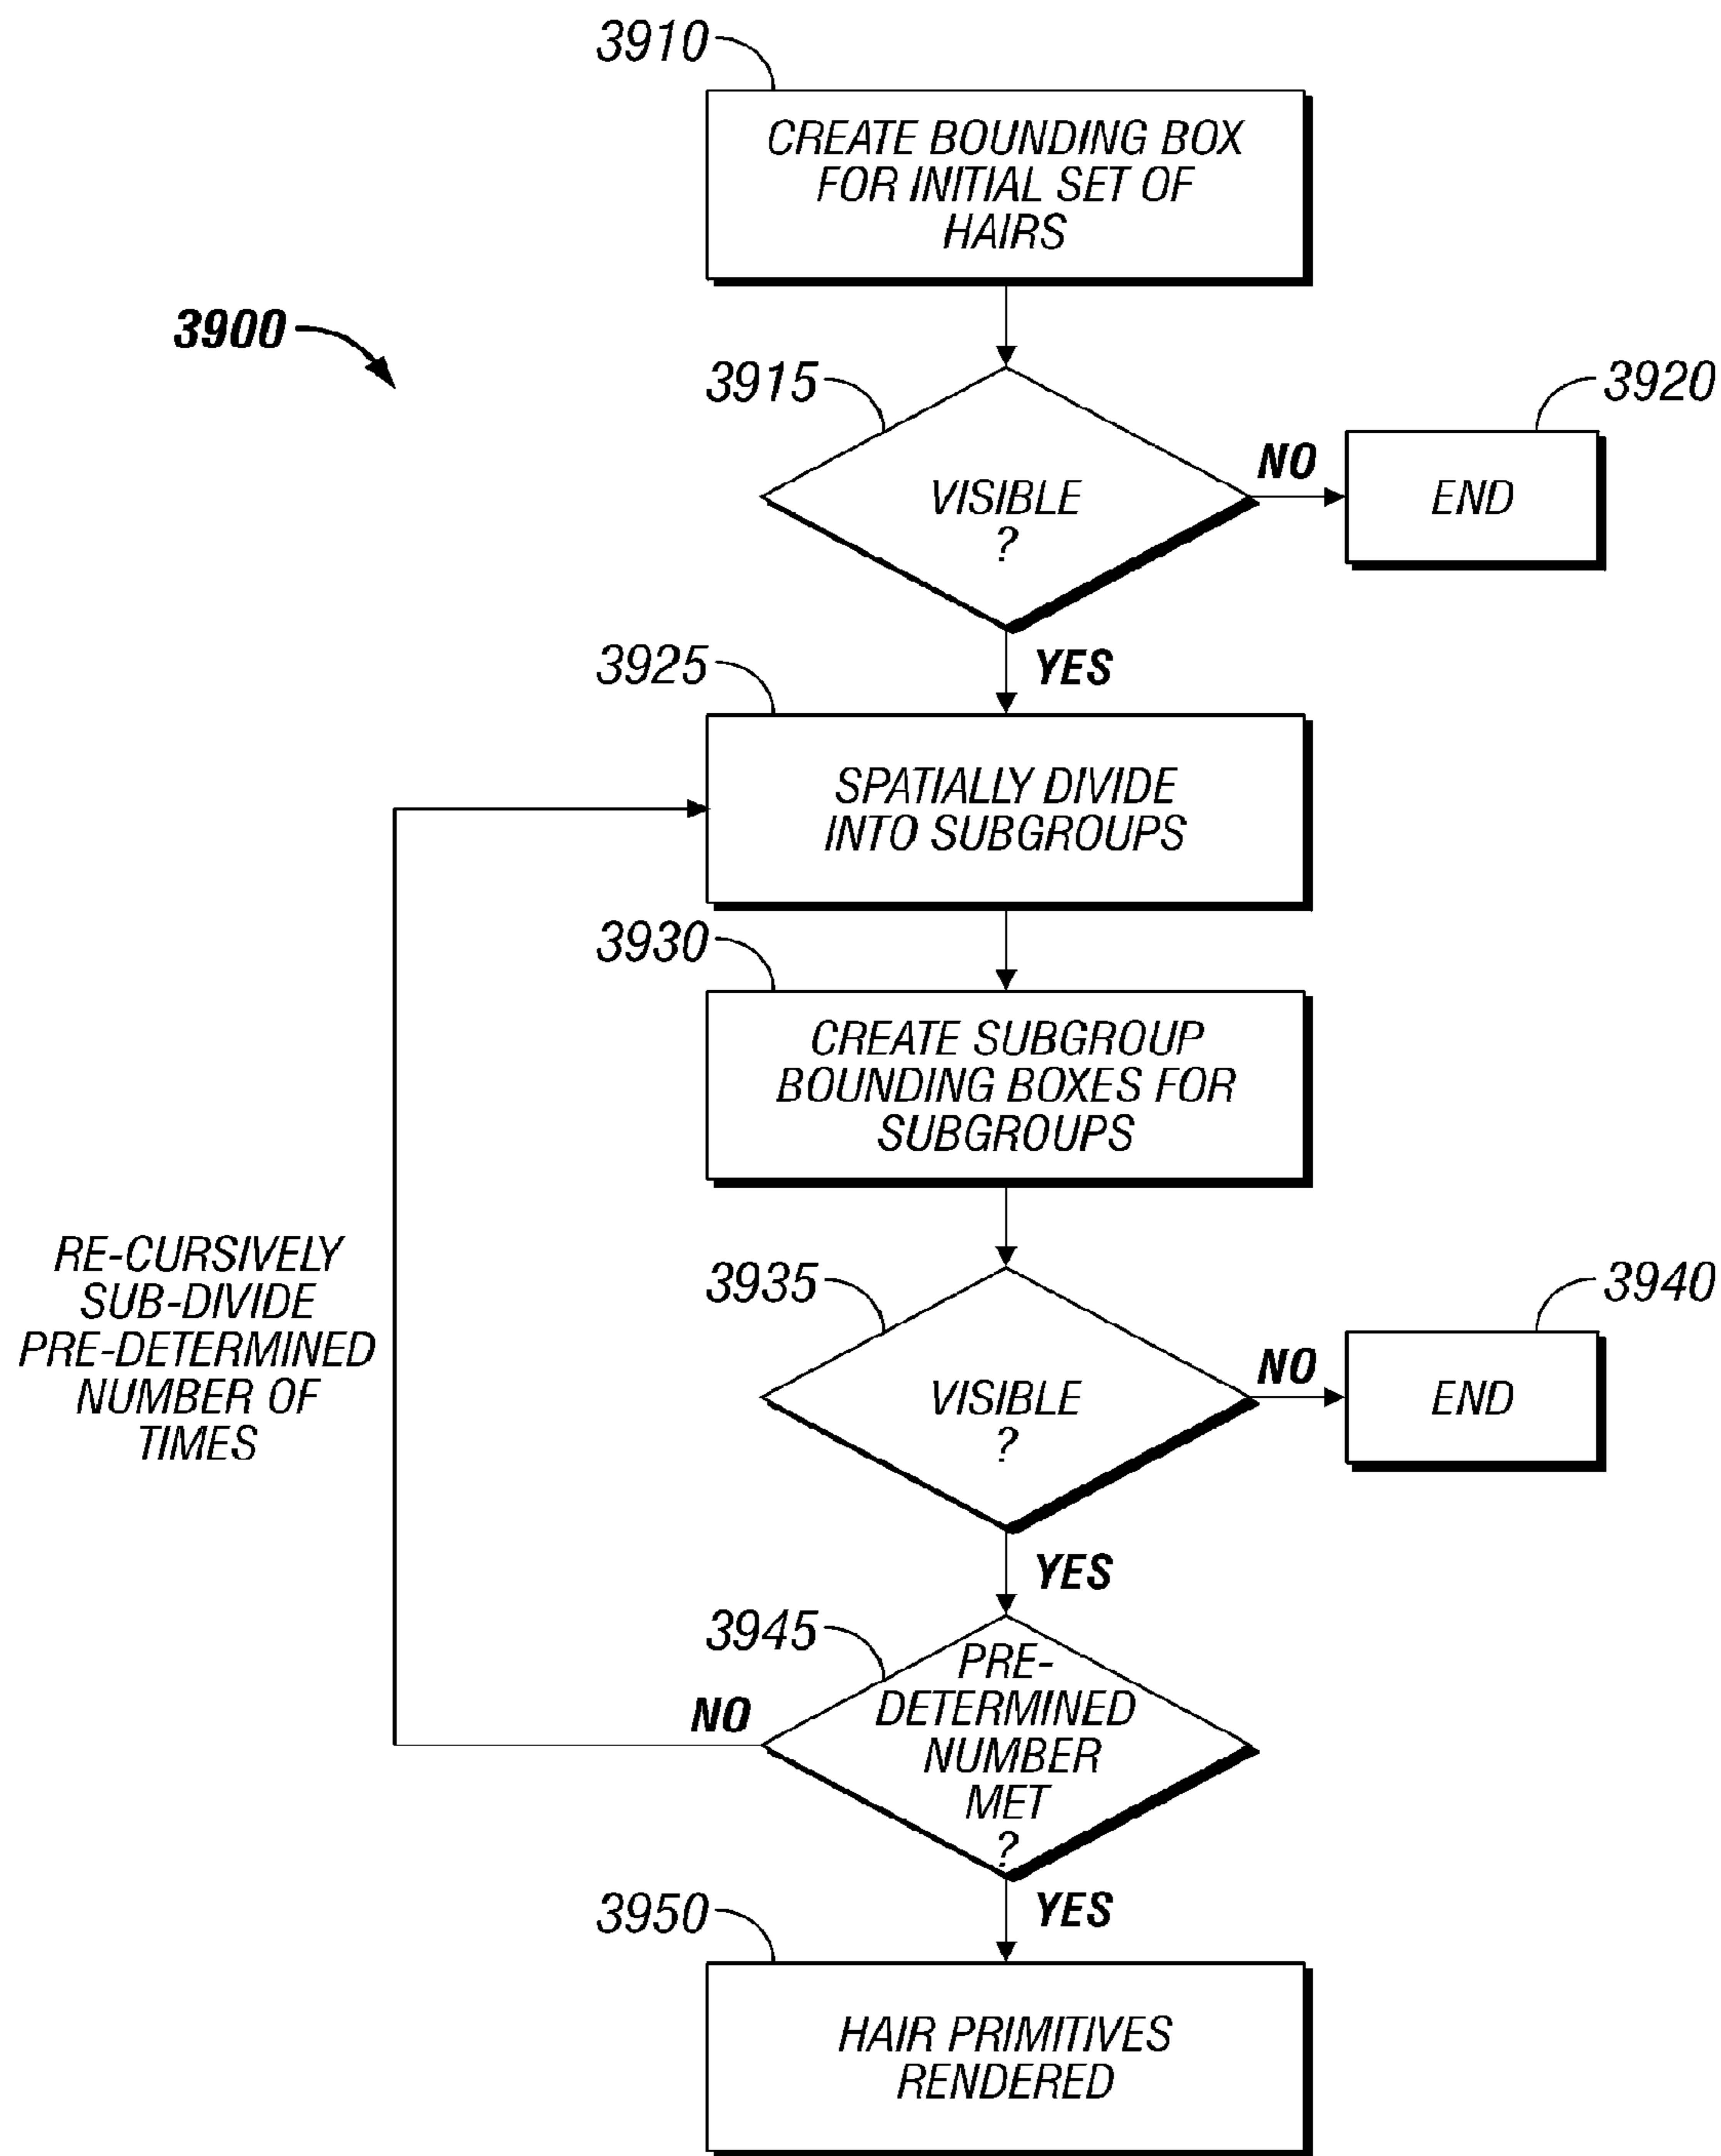 3910
CREATE BOUNDING BOX
FOR INITIAL SET OF
HAIRS
3900
3915
3920
VISIBLE
?
NO
END
YES
3925
SPATIALLY DIVIDE
INTO SUBGROUPS
3930
CREATE SUBGROUP
BOUNDING BOXES FOR
SUBGROUPS
RE-CURSIVELY
SUB-DIVIDE
PRE-DETERMINED
NUMBER OF
TIMES
3935
3940
VISIBLE
?
NO
END
YES
3945
PRE-
DETERMINED
NUMBER
MET
?
NO
YES
3950
HAIR PRIMITIVES
RENDERED